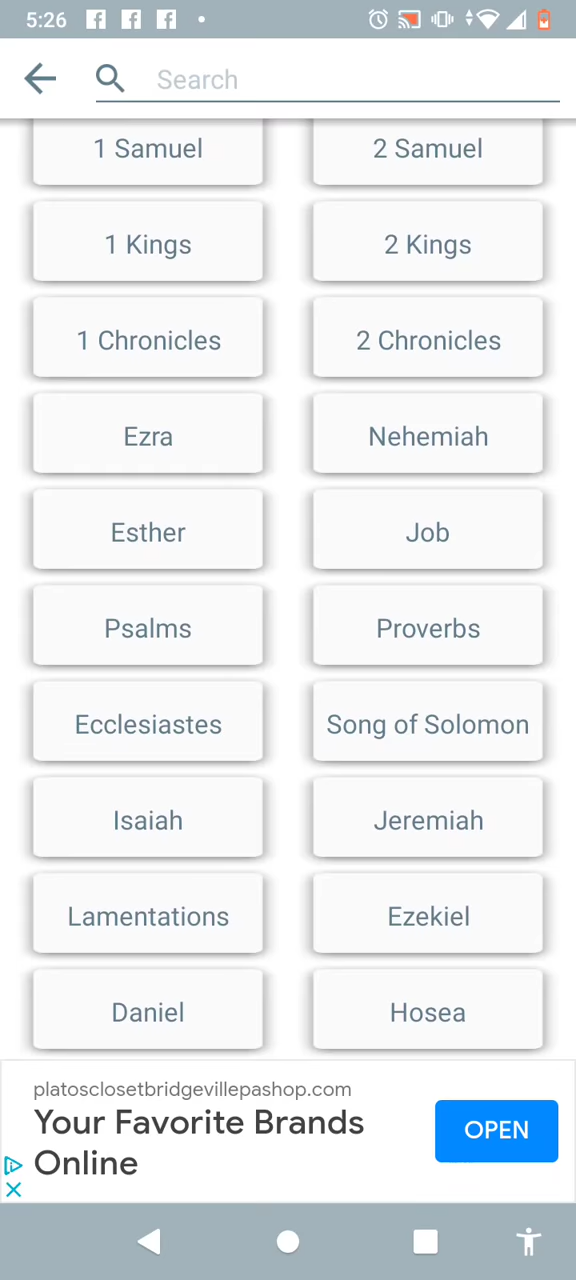 5:26
Search
1 Samuel
2 Samuel
1 Kings
2 Kings
1 Chronicles
2 Chronicles
Ezra
Nehemiah
Esther
Job
Psalms
Proverbs
Ecclesiastes
Song of Solomon
Isaiah
Jeremiah
Lamentations
Ezekiel
Daniel
Hosea
platosclosetbridgevillepashop.com
Your Favorite Brands
Online
OPEN